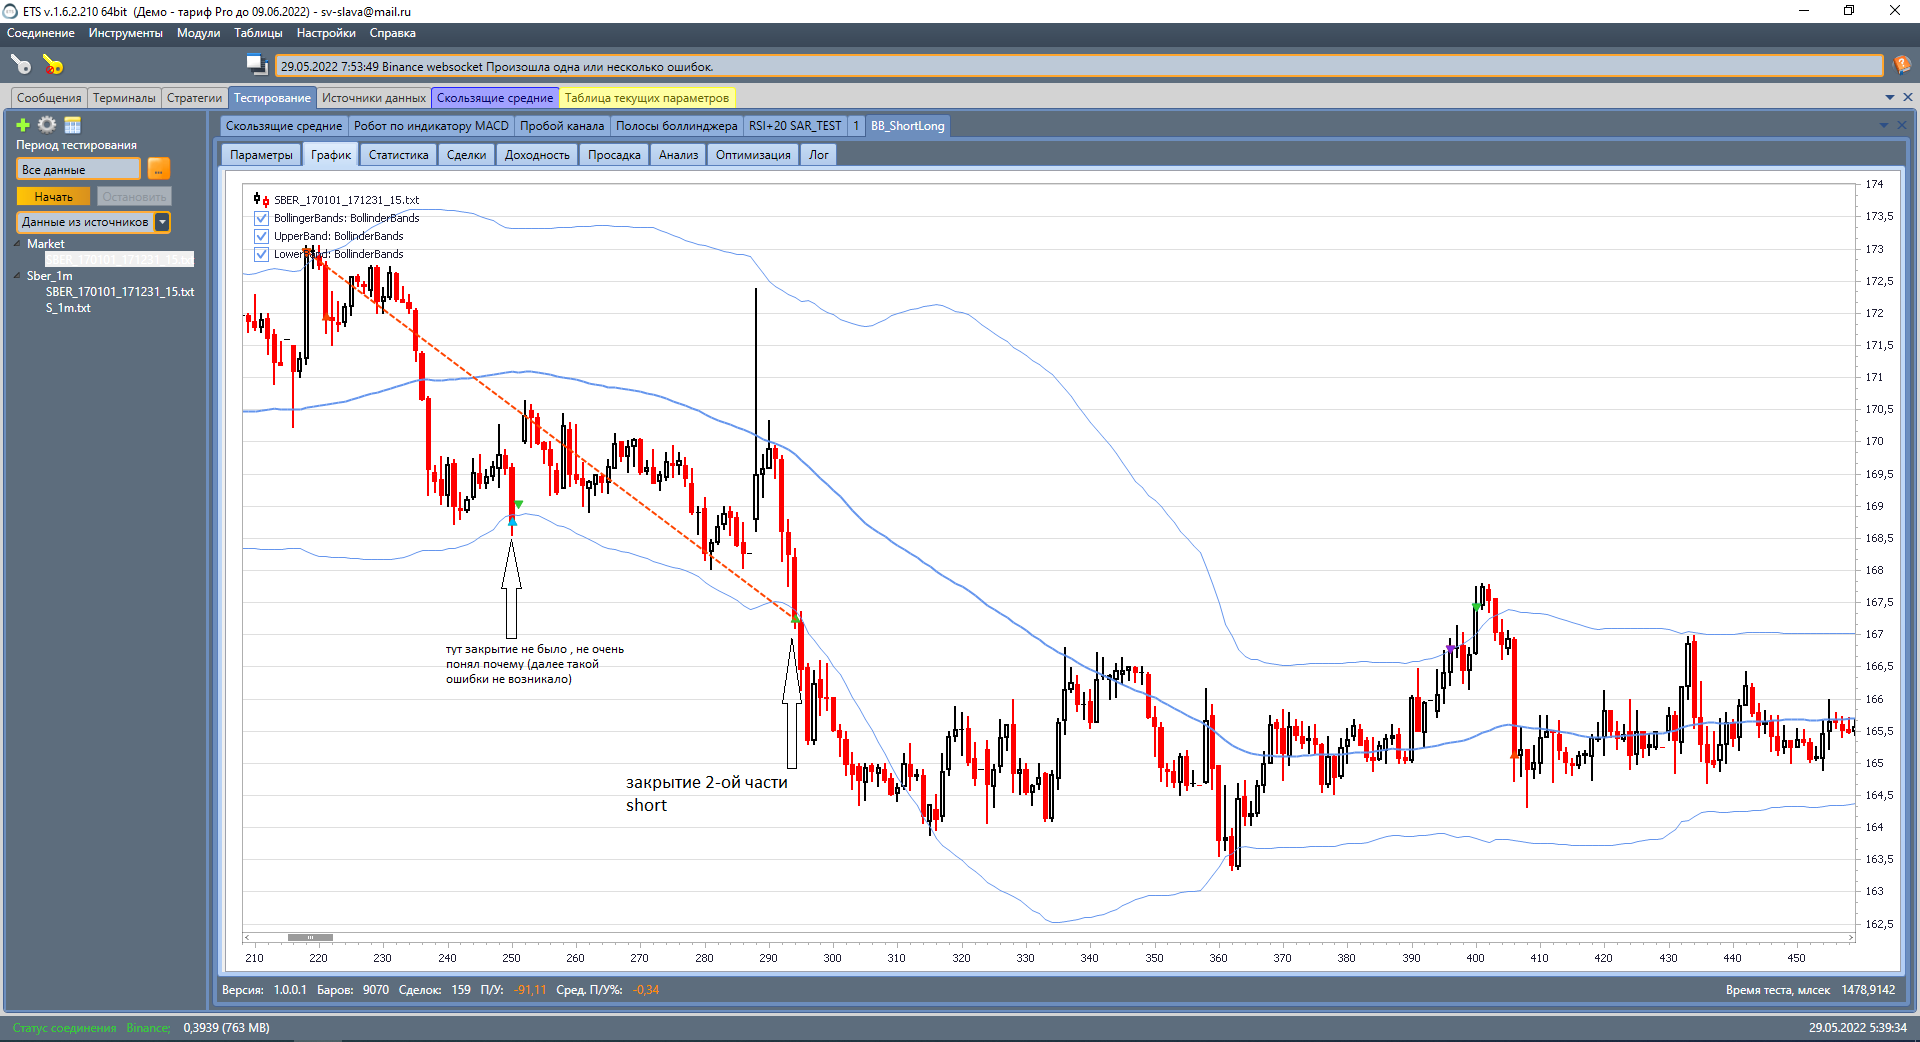 ETS v.1.6.2.210 64bit  (Демо - тариф Pro до 09.06.2022) - sv-slava@mail.ru
Соединение Инструменты Модули Таблицы Настройки Справка
29.05.2022 7:53:49 Binance websocket Произошла одна или несколько ошибок.
Сообщения Терминалы Стратегии Тестирование Источники данных Скользящие средние Таблица текущих параметров
Скользящие средние Робот по индикатору MACD Пробой канала Полосы боллинджера RSI+20 SAR_TEST 1 BB_ShortLong
Параметры График Статистика Сделки Доходность Просадка Анализ Оптимизация Лог
Период тестирования
Все данные ...
Начать Остановить
Данные из источников
Market
SBER_170101_171231_15.txt
Sber_1m
SBER_170101_171231_15.txt
S_1m.txt
SBER_170101_171231_15.txt
BollingerBands: BollinderBands
UpperBand: BollinderBands
LowerBand: BollinderBands
174
173,5
173
172,5
172
171,5
171
170,5
170
169,5
169
168,5
168
167,5
167
166,5
166
165,5
165
164,5
164
163,5
163
162,5
тут закрытие не было , не очень
понял почему (далее такой
ошибки не возникало)
закрытие 2-ой части
short
210 220 230 240 250 260 270 280 290 300 310 320 330 340 350 360 370 380 390 400 410 420 430 440 450
Версия: 1.0.0.1 Баров: 9070 Сделок: 159 П/У: -91,11 Сред. П/У%: -0,34 Время теста, млсек 1478,9142
Статус соединения Binance; 0,3939 (763 MB) 29.05.2022 5:39:34